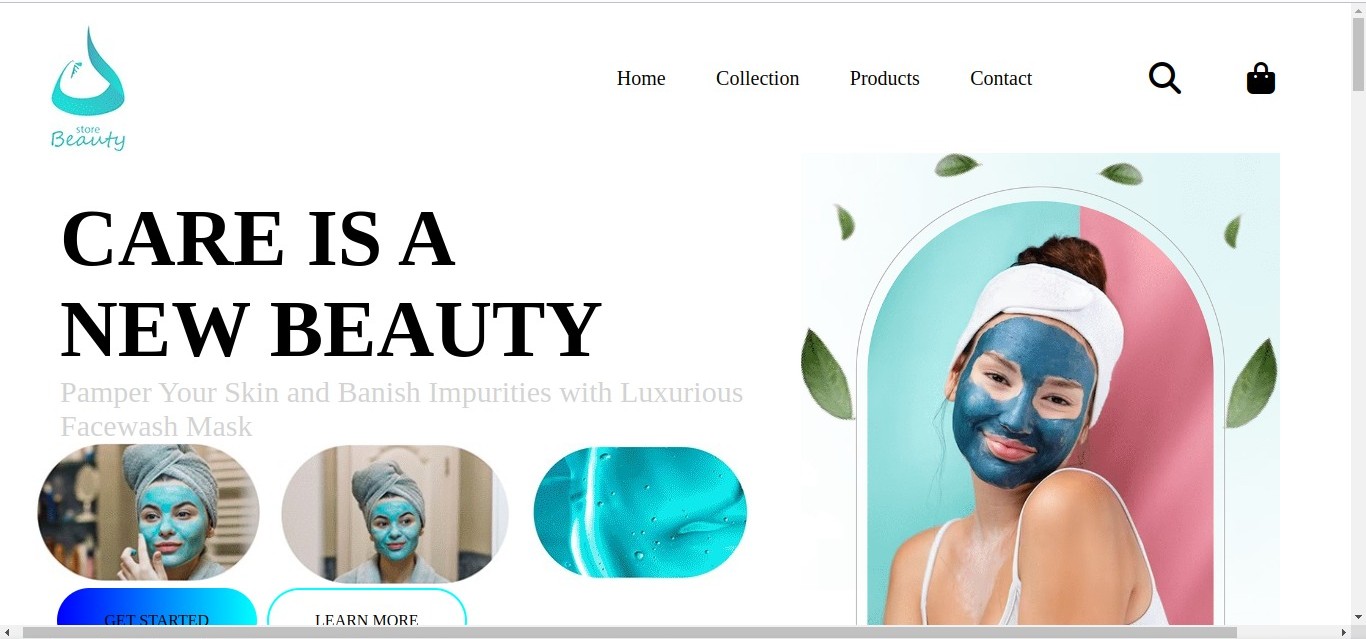 store
Beauty
Home
Collection
Products
Contact
CARE IS A
NEW BEAUTY
Pamper Your Skin and Banish Impurities with Luxurious
Facewash Mask
GET STARTED
LEARN MORE